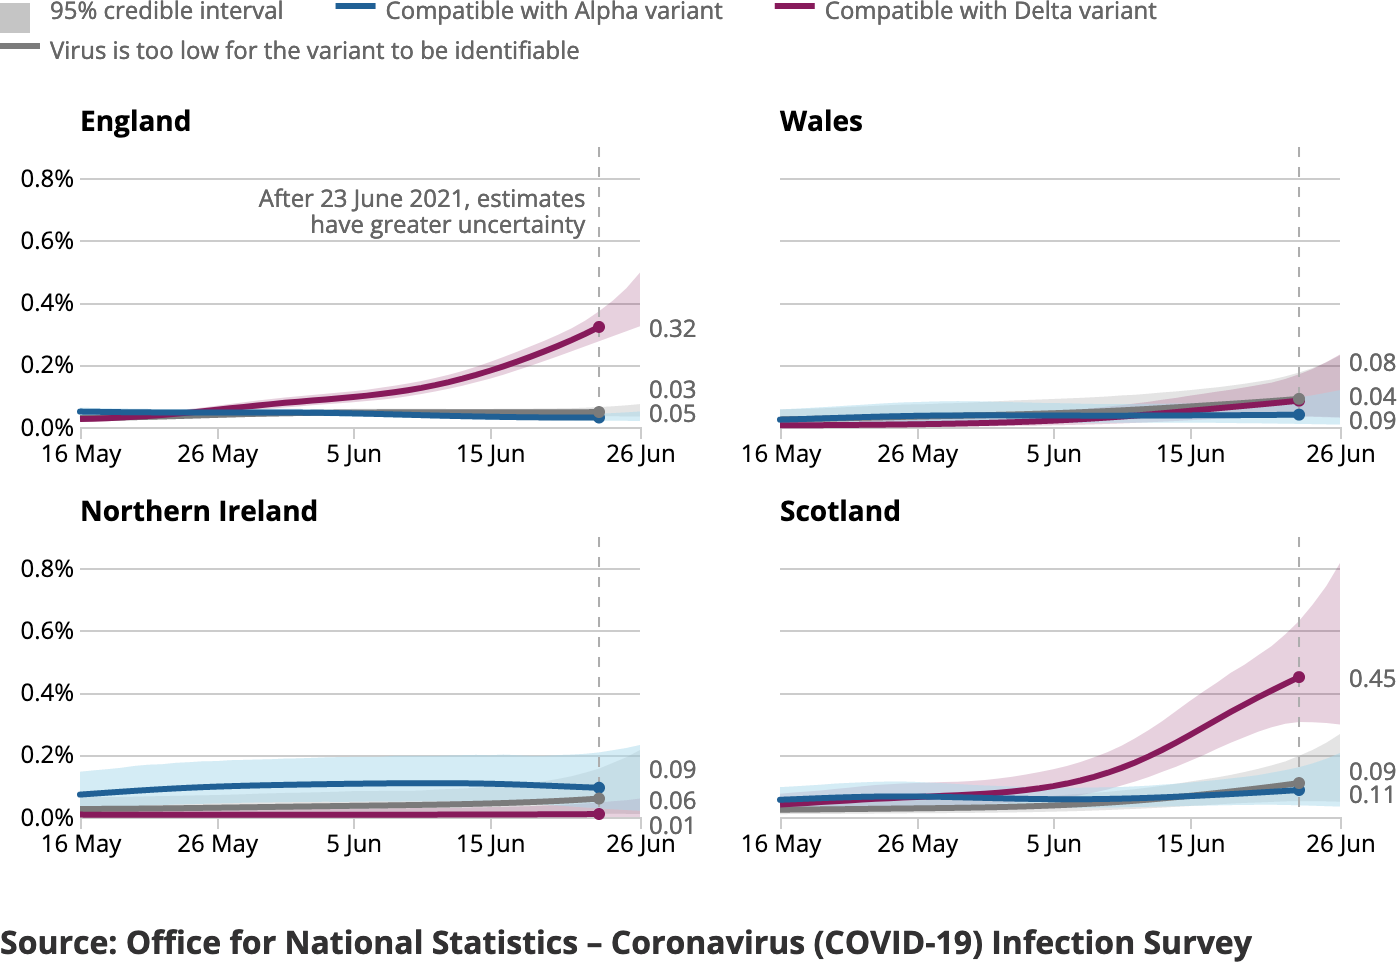 95% credible interval
Compatible with Alpha variant
Compatible with Delta variant
Virus is too low for the variant to be identifiable
England
0.8%
0.6%
0.4%
0.2%
0.0%
After 23 June 2021, estimates
have greater uncertainty
0.32
0.03
0.05
16 May
26 May
5 Jun
15 Jun
26 Jun
Wales
0.08
0.04
0.09
16 May
26 May
5 Jun
15 Jun
26 Jun
Northern Ireland
0.8%
0.6%
0.4%
0.2%
0.0%
0.09
0.06
0.01
16 May
26 May
5 Jun
15 Jun
26 Jun
Scotland
0.45
0.09
0.11
16 May
26 May
5 Jun
15 Jun
26 Jun
Source: Office for National Statistics – Coronavirus (COVID-19) Infection Survey